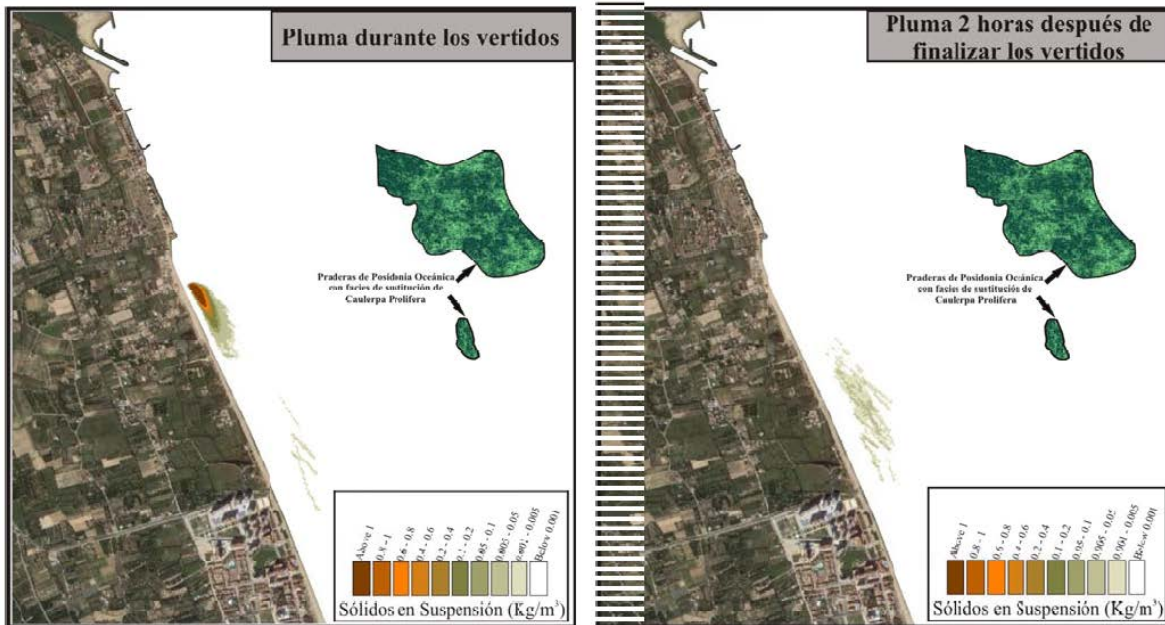 Pluma durante los vertidos
Praderas de Posidonia Oceánica
con facies de sustitución de
Caulerpa Prolifera
Above 1
0.8 - 1
0.6 - 0.8
0.4 - 0.6
0.2 - 0.4
0.1 - 0.2
0.05 - 0.1
0.005 - 0.05
0.001 - 0.005
Below 0.001
Sólidos en Suspensión (Kg/m³)
Pluma 2 horas después de
finalizar los vertidos
Praderas de Posidonia Oceánica
con facies de sustitución de
Caulerpa Prolifera
Above 1
0.8 - 1
0.6 - 0.8
0.4 - 0.6
0.2 - 0.4
0.1 - 0.2
0.05 - 0.1
0.005 - 0.05
0.001 - 0.005
Below 0.001
Sólidos en Suspensión (Kg/m³)